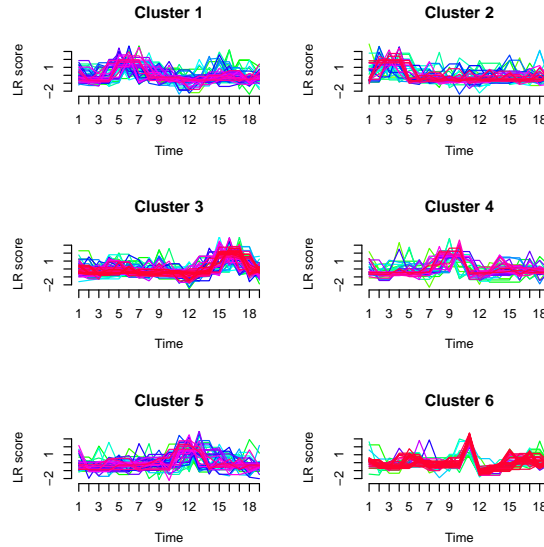 Cluster 1
LR score
−2 1
1 3 5 7 9 12 15 18
Time
Cluster 2
LR score
−2 1
1 3 5 7 9 12 15 18
Time
Cluster 3
LR score
−2 1
1 3 5 7 9 12 15 18
Time
Cluster 4
LR score
−2 1
1 3 5 7 9 12 15 18
Time
Cluster 5
LR score
−2 1
1 3 5 7 9 12 15 18
Time
Cluster 6
LR score
−2 1
1 3 5 7 9 12 15 18
Time